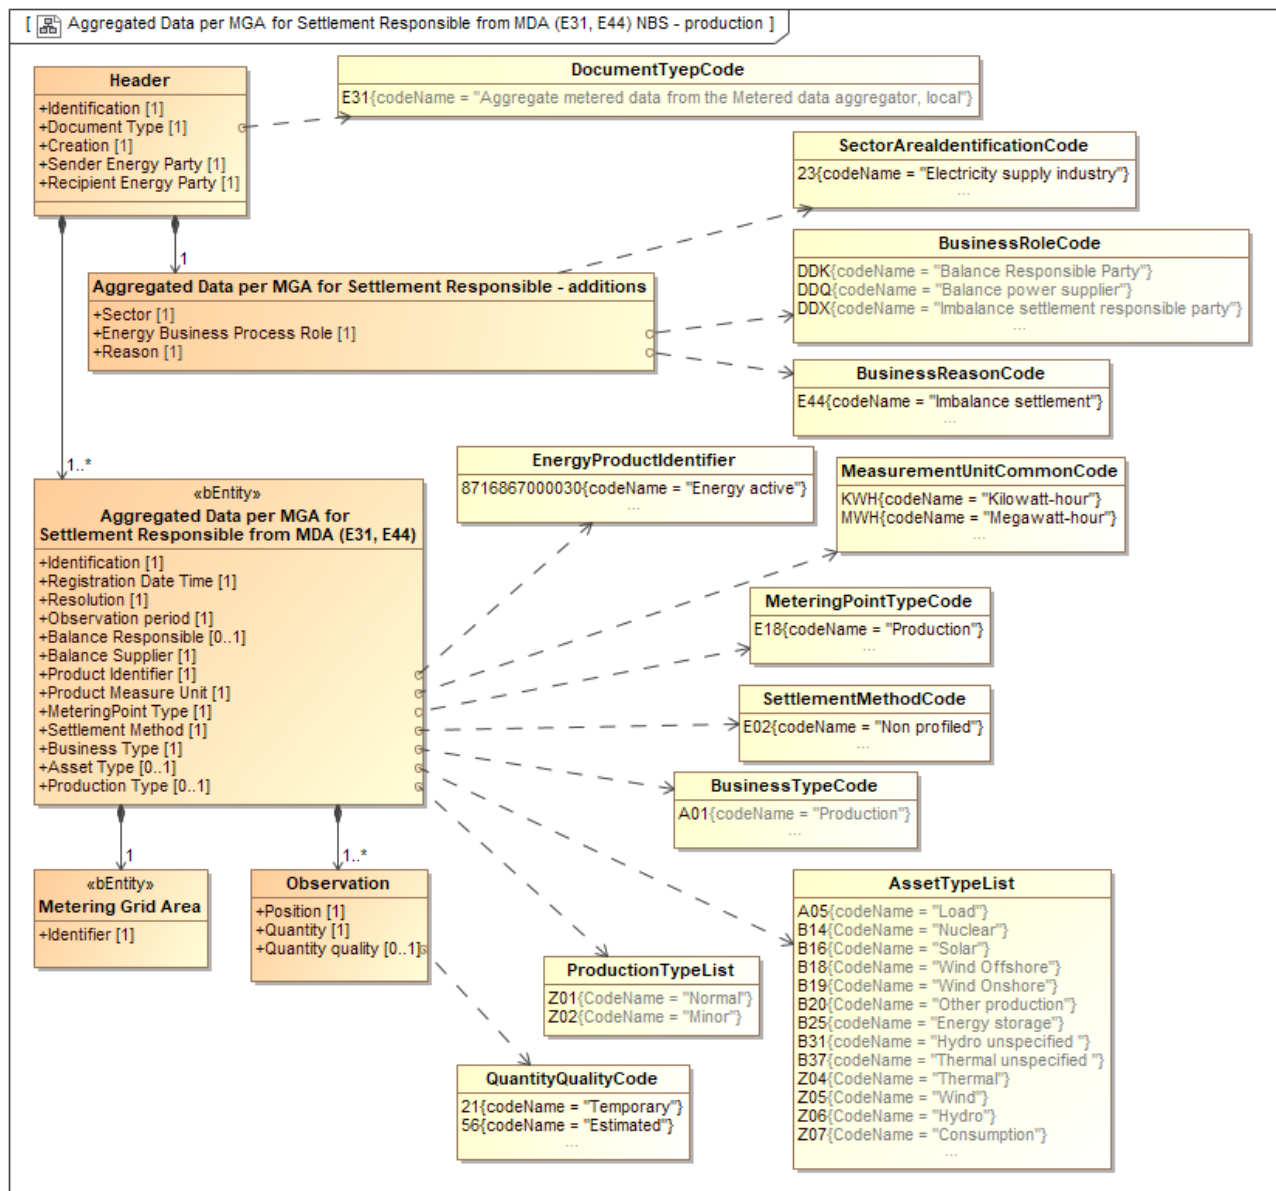 [ Aggregated Data per MGA for Settlement Responsible from MDA (E31, E44) NBS - production ]
Header
+Identification [1]
+Document Type [1]
+Creation [1]
+Sender Energy Party [1]
+Recipient Energy Party [1]
DocumentTyepCode
E31{codeName = "Aggregate metered data from the Metered data aggregator, local"}
SectorAreaIdentificationCode
23{codeName = "Electricity supply industry"}
...
1
Aggregated Data per MGA for Settlement Responsible - additions
+Sector [1]
+Energy Business Process Role [1]
+Reason [1]
BusinessRoleCode
DDK{codeName = "Balance Responsible Party"}
DDQ{codeName = "Balance power supplier"}
DDX{codeName = "Imbalance settlement responsible party"}
...
BusinessReasonCode
E44{codeName = "Imbalance settlement"}
...
1..*
«bEntity»
Aggregated Data per MGA for
Settlement Responsible from MDA (E31, E44)
+Identification [1]
+Registration Date Time [1]
+Resolution [1]
+Observation period [1]
+Balance Responsible [0..1]
+Balance Supplier [1]
+Product Identifier [1]
+Product Measure Unit [1]
+MeteringPoint Type [1]
+Settlement Method [1]
+Business Type [1]
+Asset Type [0..1]
+Production Type [0..1]
EnergyProductIdentifier
8716867000030{codeName = "Energy active"}
...
MeasurementUnitCommonCode
KWH{codeName = "Kilowatt-hour"}
MWH{codeName = "Megawatt-hour"}
...
MeteringPointTypeCode
E18{codeName = "Production"}
...
SettlementMethodCode
E02{codeName = "Non profiled"}
...
BusinessTypeCode
A01{codeName = "Production"}
...
1
1..*
«bEntity»
Metering Grid Area
+Identifier [1]
Observation
+Position [1]
+Quantity [1]
+Quantity quality [0..1]
AssetTypeList
A05{codeName = "Load"}
B14{CodeName = "Nuclear"}
B16{CodeName = "Solar"}
B18{CodeName = "Wind Offshore"}
B19{CodeName = "Wind Onshore"}
B20{CodeName = "Other production"}
B25{codeName = "Energy storage"}
B31{codeName = "Hydro unspecified "}
B37{codeName = "Thermal unspecified "}
Z04{CodeName = "Thermal"}
Z05{CodeName = "Wind"}
Z06{CodeName = "Hydro"}
Z07{CodeName = "Consumption"}
...
ProductionTypeList
Z01{CodeName = "Normal"}
Z02{CodeName = "Minor"}
QuantityQualityCode
21{codeName = "Temporary"}
56{codeName = "Estimated"}
...